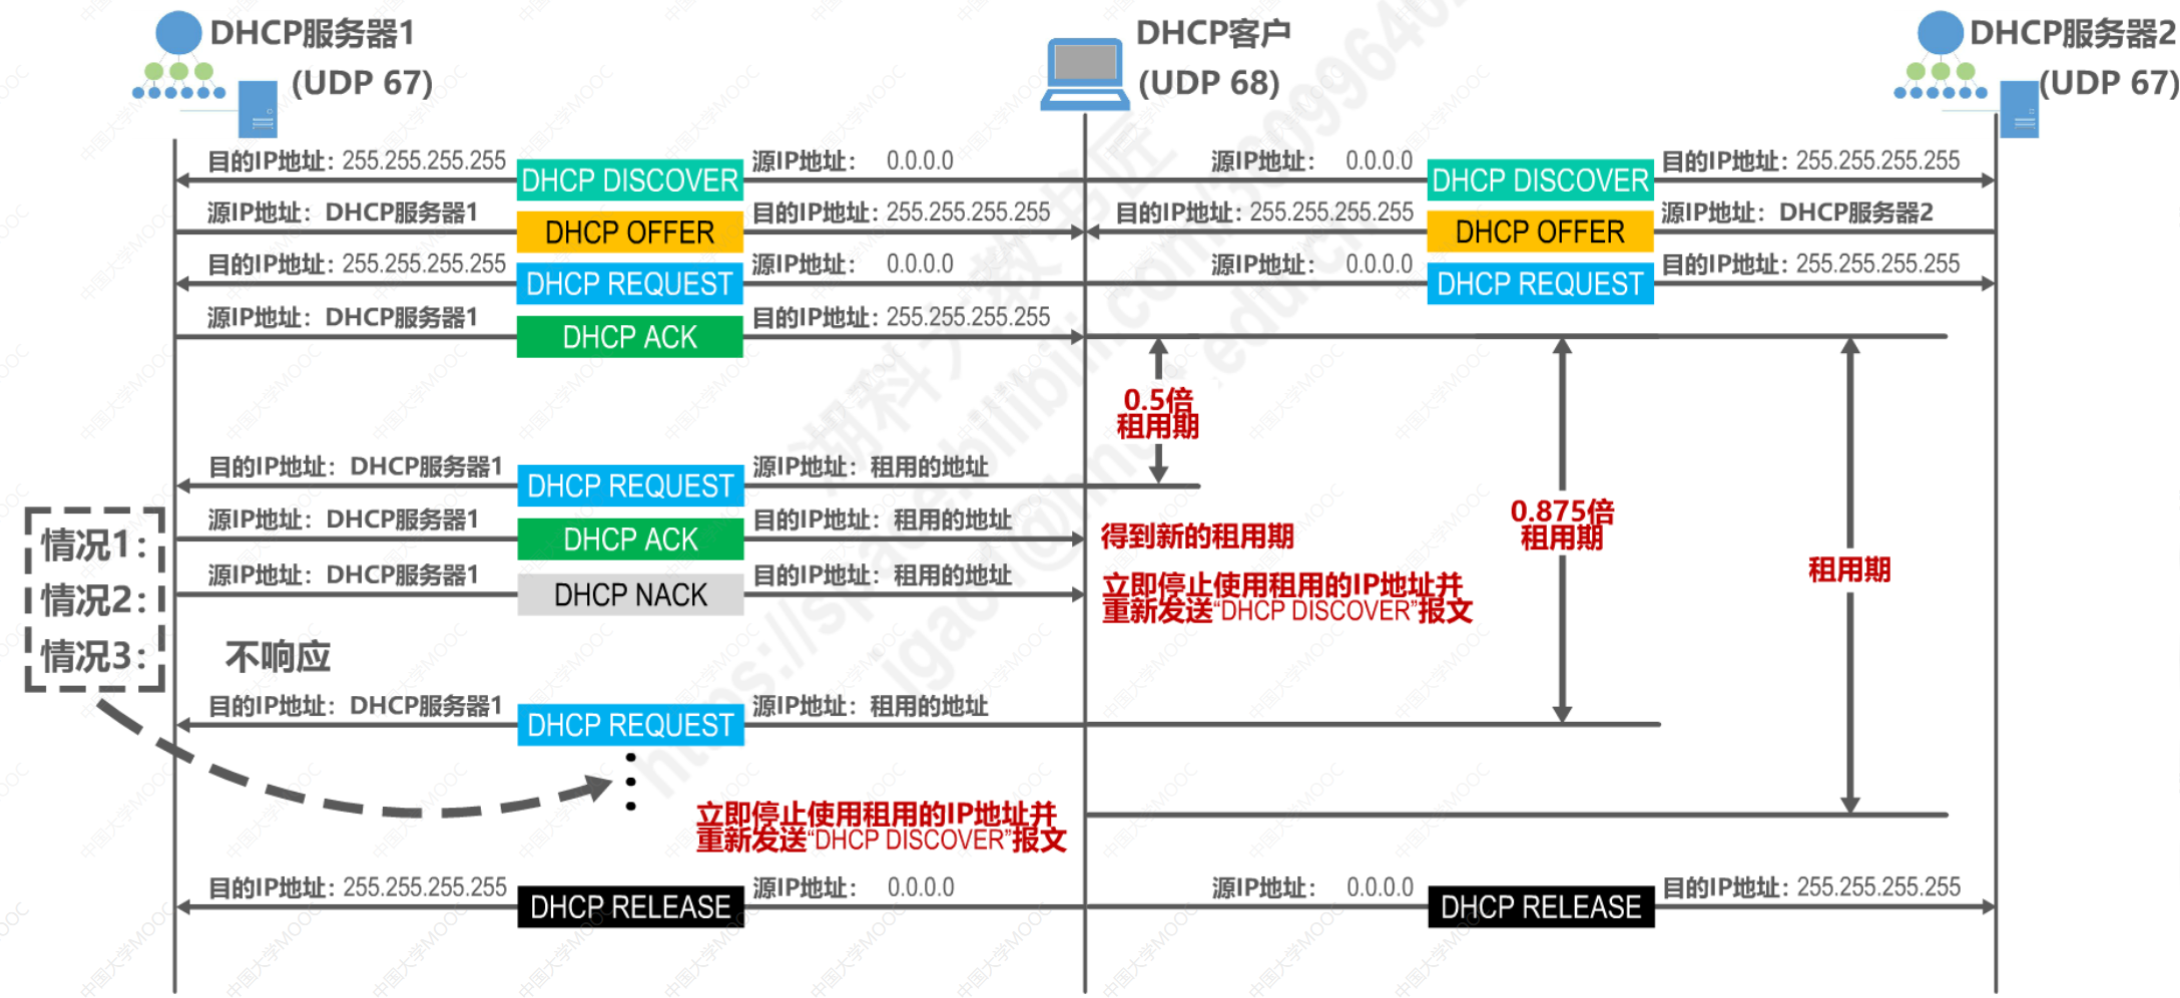 DHCP服务器1
(UDP 67)
DHCP客户
(UDP 68)
DHCP服务器2
(UDP 67)
目的IP地址: 255.255.255.255 DHCP DISCOVER 源IP地址: 0.0.0.0 源IP地址: 0.0.0.0 DHCP DISCOVER 目的IP地址: 255.255.255.255
源IP地址: DHCP服务器1 DHCP OFFER 目的IP地址: 255.255.255.255 目的IP地址: 255.255.255.255 DHCP OFFER 源IP地址: DHCP服务器2
目的IP地址: 255.255.255.255 DHCP REQUEST 源IP地址: 0.0.0.0 源IP地址: 0.0.0.0 DHCP REQUEST 目的IP地址: 255.255.255.255
源IP地址: DHCP服务器1 DHCP ACK 目的IP地址: 255.255.255.255
0.5倍
租用期
目的IP地址: DHCP服务器1 DHCP REQUEST 源IP地址: 租用的地址
0.875倍
租用期
情况1: 源IP地址: DHCP服务器1 DHCP ACK 目的IP地址: 租用的地址 得到新的租用期
租用期
情况2: 源IP地址: DHCP服务器1 DHCP NACK 目的IP地址: 租用的地址
立即停止使用租用的IP地址并
重新发送“DHCP DISCOVER”报文
情况3: 不响应
目的IP地址: DHCP服务器1 DHCP REQUEST 源IP地址: 租用的地址
立即停止使用租用的IP地址并
重新发送“DHCP DISCOVER”报文
目的IP地址: 255.255.255.255 DHCP RELEASE 源IP地址: 0.0.0.0 源IP地址: 0.0.0.0 DHCP RELEASE 目的IP地址: 255.255.255.255
中国大学MOOC